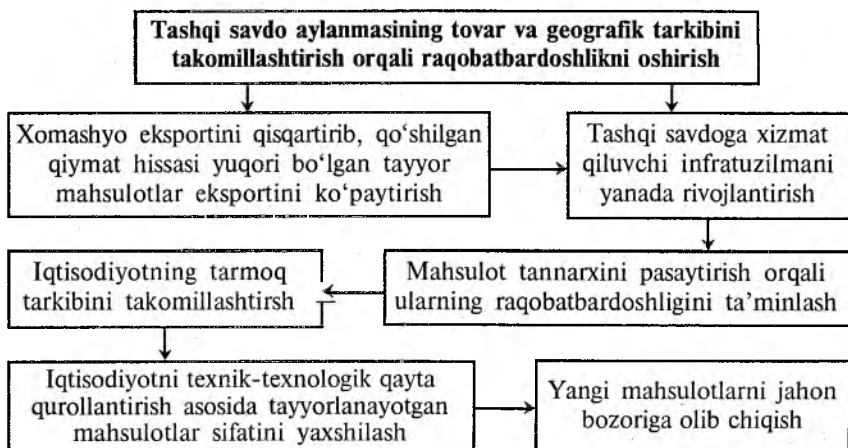 Tashqi savdo aylanmasining tovar va geografik tarkibini
takomillashtirish orqali raqobatbardoshlikni oshirish
Xomashyo eksportini qisqartirib, qo‘shilgan
qiymat hissasi yuqori bo‘lgan tayyor
mahsulotlar eksportini ko‘paytirish
Tashqi savdoga xizmat
qiluvchi infratuzilmani
yanada rivojlantirish
Iqtisodiyotning tarmoq
tarkibini takomillashtirsh
Mahsulot tannarxini pasaytirish orqali
ularning raqobatbardoshligini ta’minlash
Iqtisodiyotni texnik-texnologik qayta
qurollantirish asosida tayyorlanayotgan
mahsulotlar sifatini yaxshilash
Yangi mahsulotlarni jahon
bozoriga olib chiqish